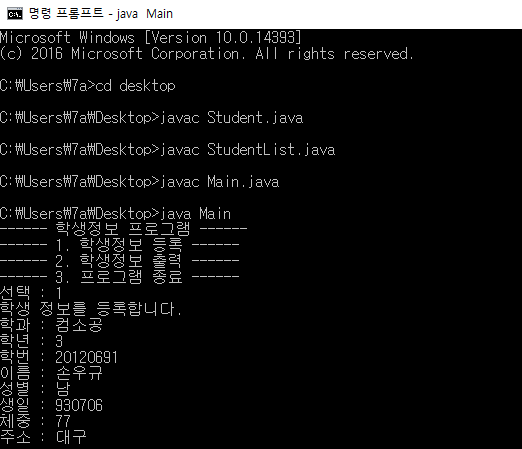 명령 프롬프트 - java  Main
Microsoft Windows [Version 10.0.14393]
(c) 2016 Microsoft Corporation. All rights reserved.
C:\Users\7a>cd desktop
C:\Users\7a\Desktop>javac Student.java
C:\Users\7a\Desktop>javac StudentList.java
C:\Users\7a\Desktop>javac Main.java
C:\Users\7a\Desktop>java Main
------ 학생정보 프로그램 ------
------ 1. 학생정보 등록 ------
------ 2. 학생정보 출력 ------
------ 3. 프로그램 종료 ------
선택 : 1
학생 정보를 등록합니다.
학과 : 컴소공
학년 : 3
학번 : 20120691
이름 : 손우규
성별 : 남
생일 : 930706
체중 : 77
주소 : 대구